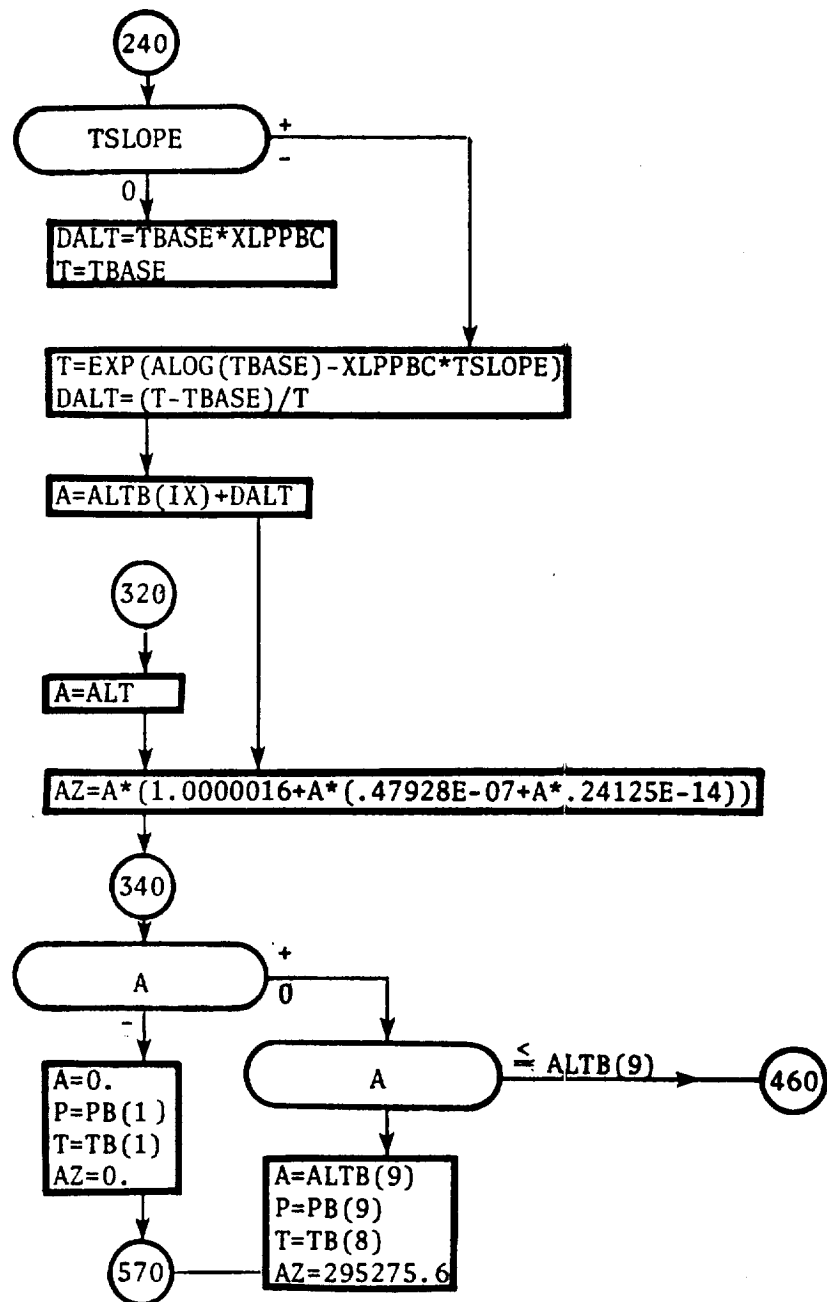 240
TSLOPE
+
-
0
DALT=TBASE*XLPPBC
T=TBASE
T=EXP(ALOG(TBASE)-XLPPBC*TSLOPE)
DALT=(T-TBASE)/T
A=ALTB(IX)+DALT
320
A=ALT
AZ=A*(1.0000016+A*(.47928E-07+A*.24125E-14))
340
A
+
0
-
A
≤ ALTB(9)
460
A=0.
P=PB(1)
T=TB(1)
AZ=0.
A=ALTB(9)
P=PB(9)
T=TB(8)
AZ=295275.6
570